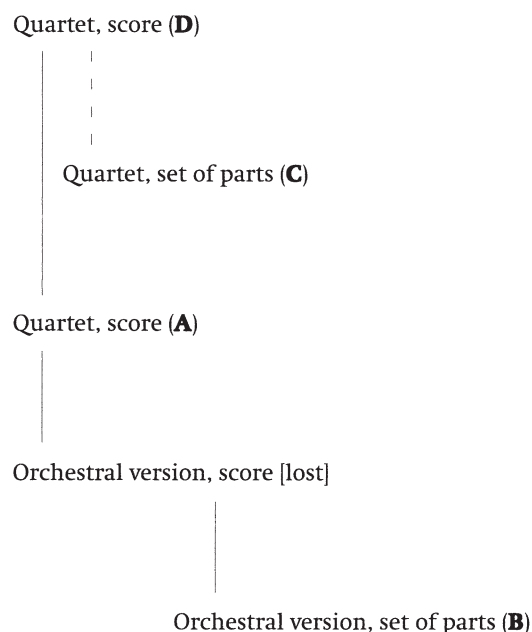 Quartet, score (D)
Quartet, set of parts (C)
Quartet, score (A)
Orchestral version, score [lost]
Orchestral version, set of parts (B)